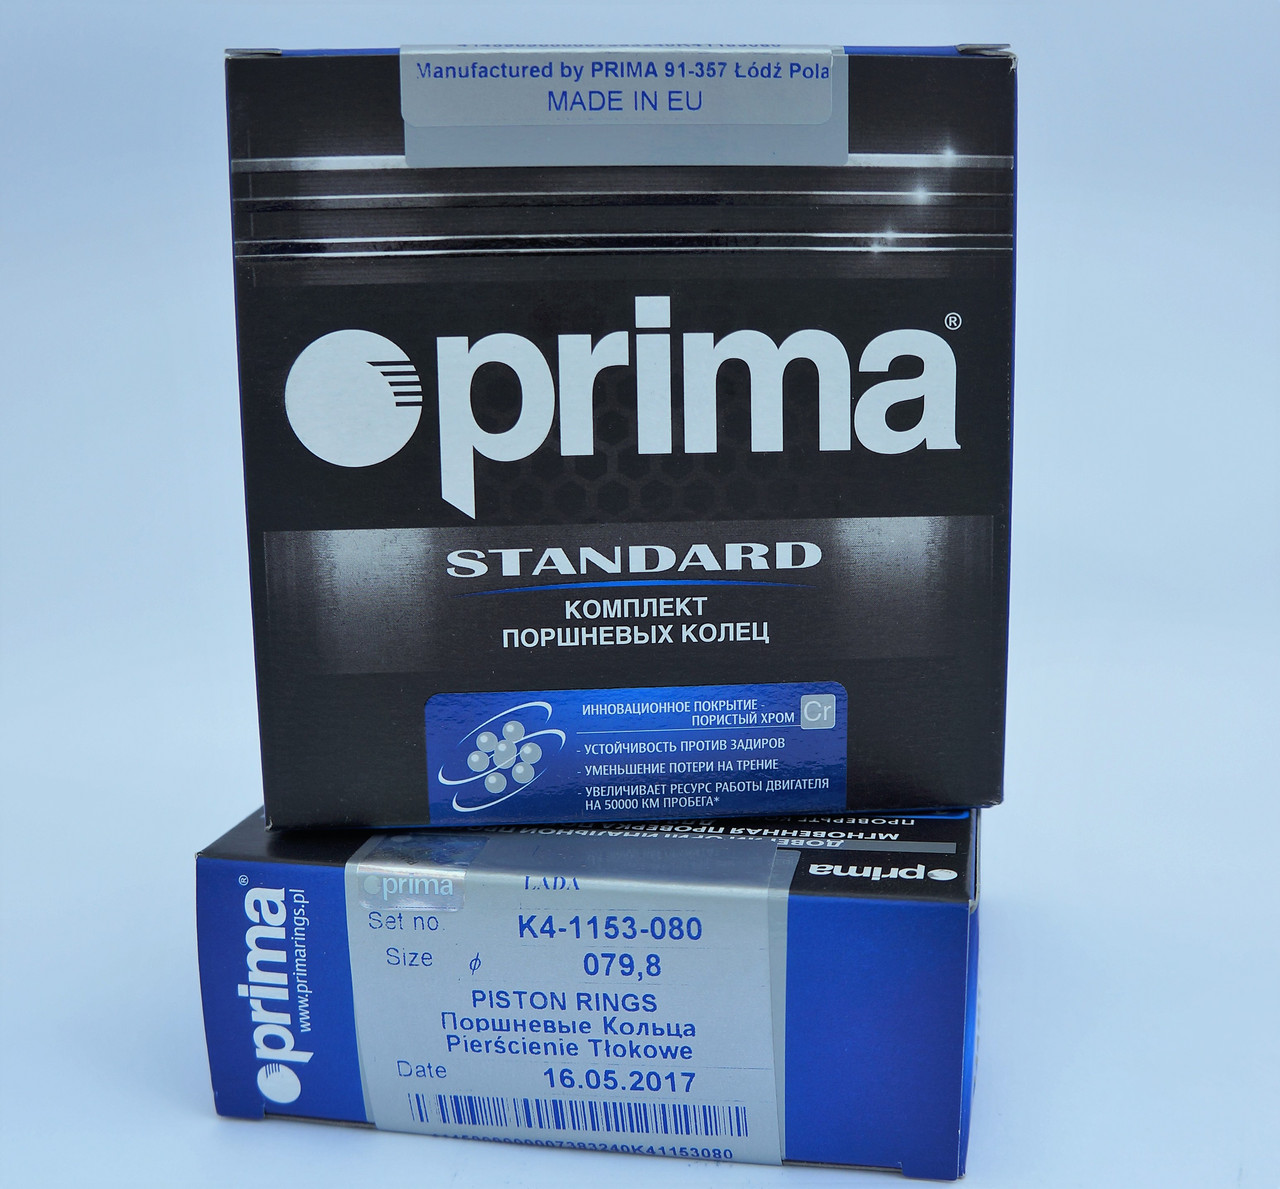 Manufactured by PRIMA 91-357 Łódź Pola
MADE IN EU
prima®
STANDARD
КОМПЛЕКТ
ПОРШНЕВЫХ КОЛЕЦ
ИННОВАЦИОННОЕ ПОКРЫТИЕ -
ПОРИСТЫЙ ХРОМ Cr
- УСТОЙЧИВОСТЬ ПРОТИВ ЗАДИРОВ
- УМЕНЬШЕНИЕ ПОТЕРИ НА ТРЕНИЕ
- УВЕЛИЧИВАЕТ РЕСУРС РАБОТЫ ДВИГАТЕЛЯ
НА 50000 КМ ПРОБЕГА*
МГНОВЕННАЯ ПРОВЕРКА
prima
prima®
www.primarings.pl
prima
LADA
Set no. K4-1153-080
Size ϕ 079,8
PISTON RINGS
Поршневые Кольца
Pierścienie Tłokowe
Date 16.05.2017